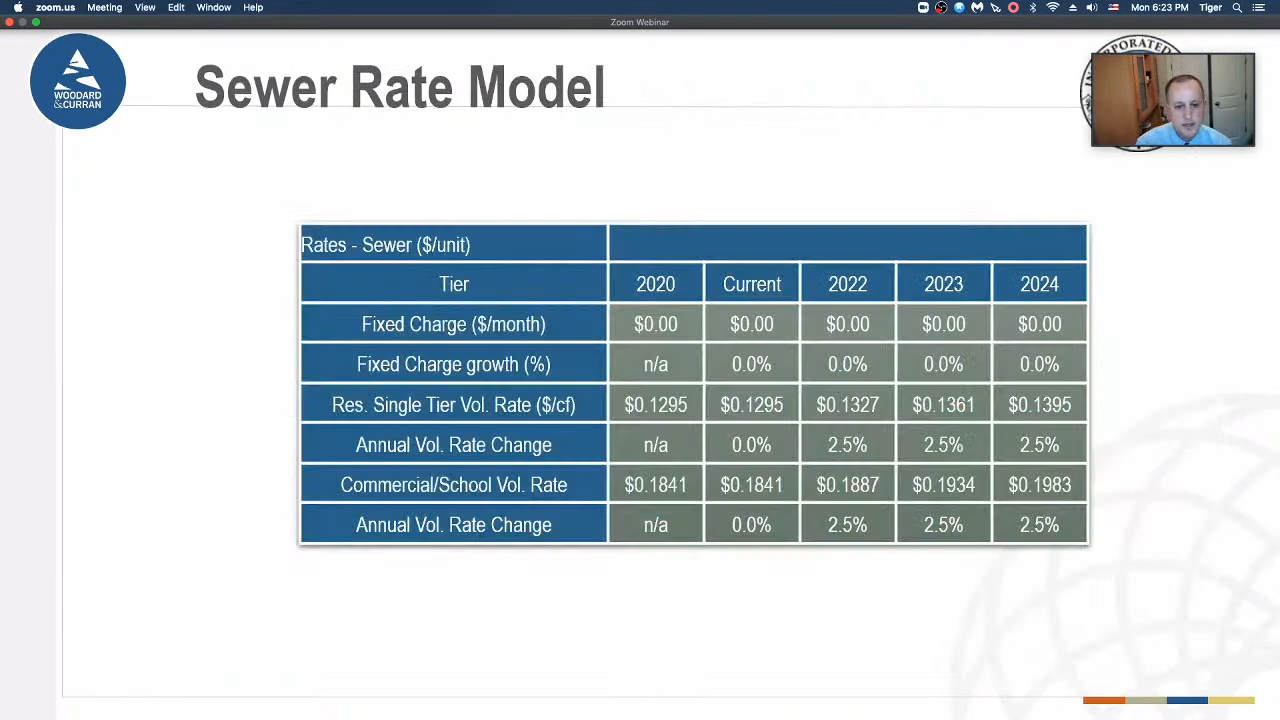 zoom.us Meeting View Edit Window Help Mon 6:23 PM Tiger
Zoom Webinar
WOODARD
&CURRAN
Sewer Rate Model
ORPORATED
Rates - Sewer ($/unit)
Tier 2020 Current 2022 2023 2024
Fixed Charge ($/month) $0.00 $0.00 $0.00 $0.00 $0.00
Fixed Charge growth (%) n/a 0.0% 0.0% 0.0% 0.0%
Res. Single Tier Vol. Rate ($/cf) $0.1295 $0.1295 $0.1327 $0.1361 $0.1395
Annual Vol. Rate Change n/a 0.0% 2.5% 2.5% 2.5%
Commercial/School Vol. Rate $0.1841 $0.1841 $0.1887 $0.1934 $0.1983
Annual Vol. Rate Change n/a 0.0% 2.5% 2.5% 2.5%